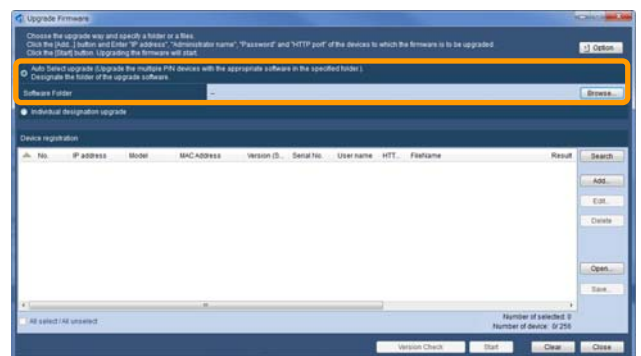 Upgrade Firmware
Choose the upgrade way and specify a folder or a files.
Click the [Add...] button and Enter "IP address", "Administrator name", "Password" and "HTTP port" of the devices to which the firmware is to be upgraded.
Click the [Start] button. Upgrading the firmware will start.
Option
Auto Select upgrade (Upgrade the multiple P/N devices with the appropriate software in the specified folder.)
Designate the folder of the upgrade software.
Software Folder
--
Browse...
Individual designation upgrade
Device registration
No. IP address Model MAC Address Version (S... Serial No. User name HTT... FileName Result
Search
Add...
Edit...
Delete
Open...
Save...
All select / All unselect
Number of selected: 0
Number of device: 0/ 256
Version Check Start Clear Close